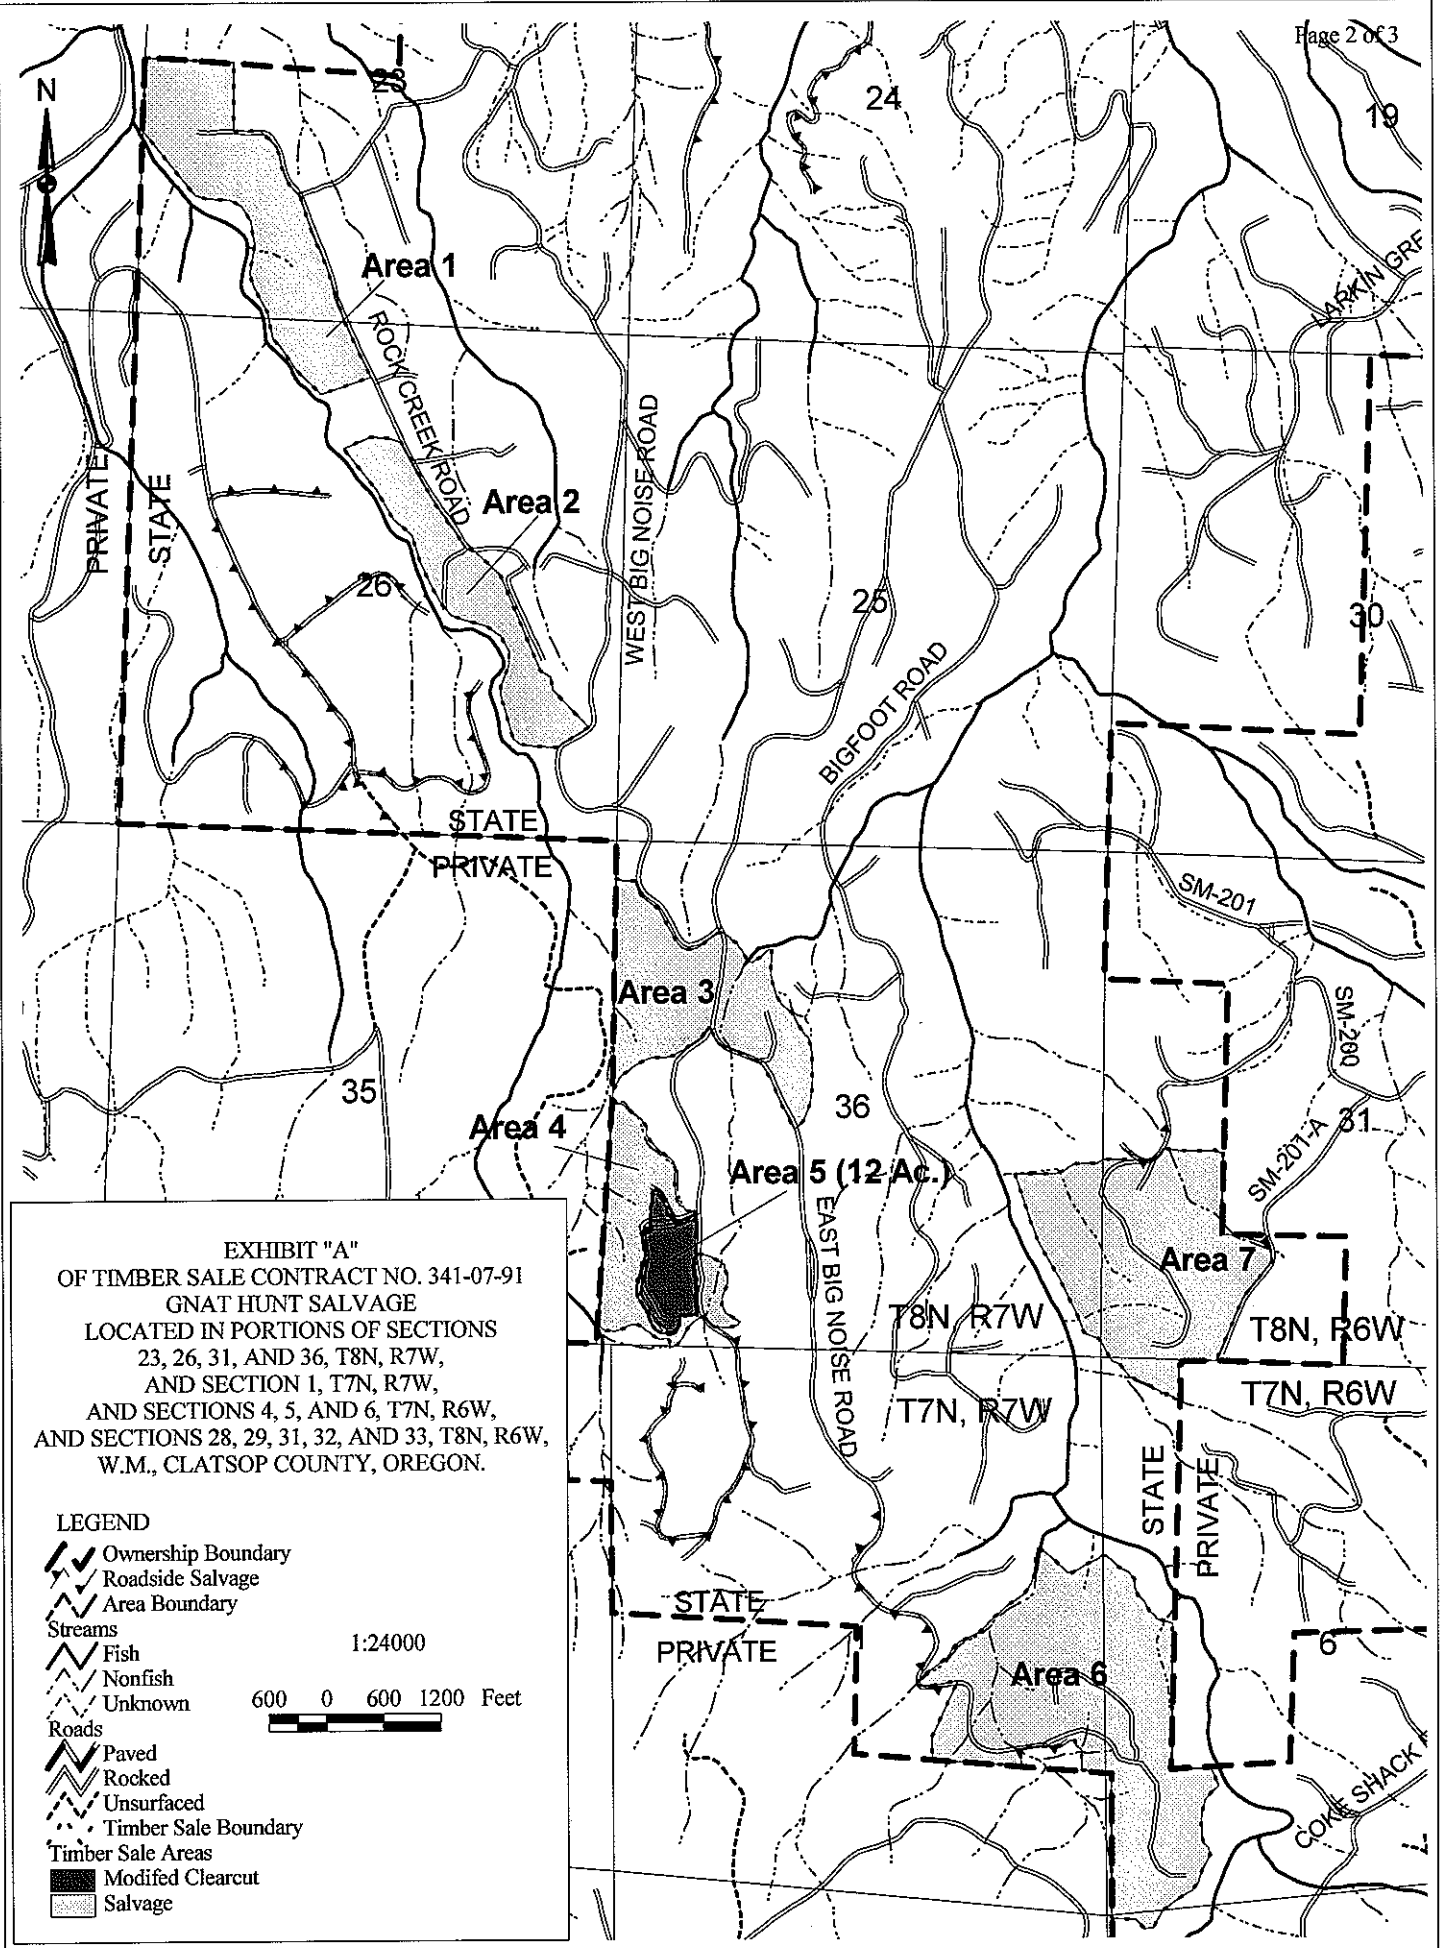 Page 2 of 3
N
23
24
19
Area 1
LARKIN GRE
ROCK CREEK ROAD
WEST BIG NOISE ROAD
PRIVATE
STATE
Area 2
26
25
30
BIGFOOT ROAD
STATE
PRIVATE
SM-201
Area 3
SM-200
35
36
31
Area 4
SM-201-A
Area 5 (12 Ac.)
EAST BIG NOISE ROAD
Area 7
T8N, R7W
T8N, R6W
T7N, R7W
T7N, R6W
STATE
PRIVATE
STATE
PRIVATE
6
Area 6
COKE SHACK
EXHIBIT "A"
OF TIMBER SALE CONTRACT NO. 341-07-91
GNAT HUNT SALVAGE
LOCATED IN PORTIONS OF SECTIONS
23, 26, 31, AND 36, T8N, R7W,
AND SECTION 1, T7N, R7W,
AND SECTIONS 4, 5, AND 6, T7N, R6W,
AND SECTIONS 28, 29, 31, 32, AND 33, T8N, R6W,
W.M., CLATSOP COUNTY, OREGON.
LEGEND
Ownership Boundary
Roadside Salvage
Area Boundary
Streams
Fish
Nonfish
Unknown
Roads
Paved
Rocked
Unsurfaced
Timber Sale Boundary
Timber Sale Areas
Modifed Clearcut
Salvage
1:24000
600 0 600 1200 Feet